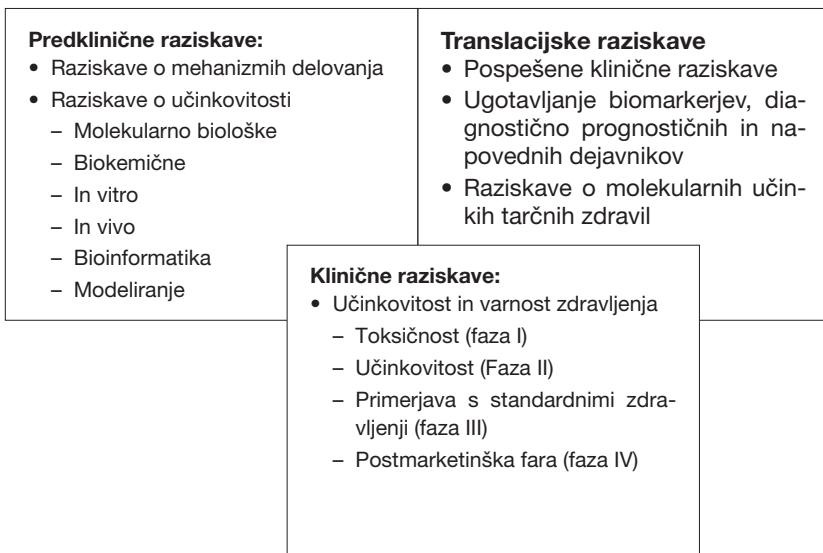 Predklinične raziskave:
• Raziskave o mehanizmih delovanja
• Raziskave o učinkovitosti
– Molekularno biološke
– Biokemične
– In vitro
– In vivo
– Bioinformatika
– Modeliranje
Translacijske raziskave
• Pospešene klinične raziskave
• Ugotavljanje biomarkerjev, dia-
gnostično prognostičnih in na-
povednih dejavnikov
• Raziskave o molekularnih učin-
kih tarčnih zdravil
Klinične raziskave:
• Učinkovitost in varnost zdravljenja
– Toksičnost (faza I)
– Učinkovitost (Faza II)
– Primerjava s standardnimi zdra-
vljenji (faza III)
– Postmarketinška fara (faza IV)